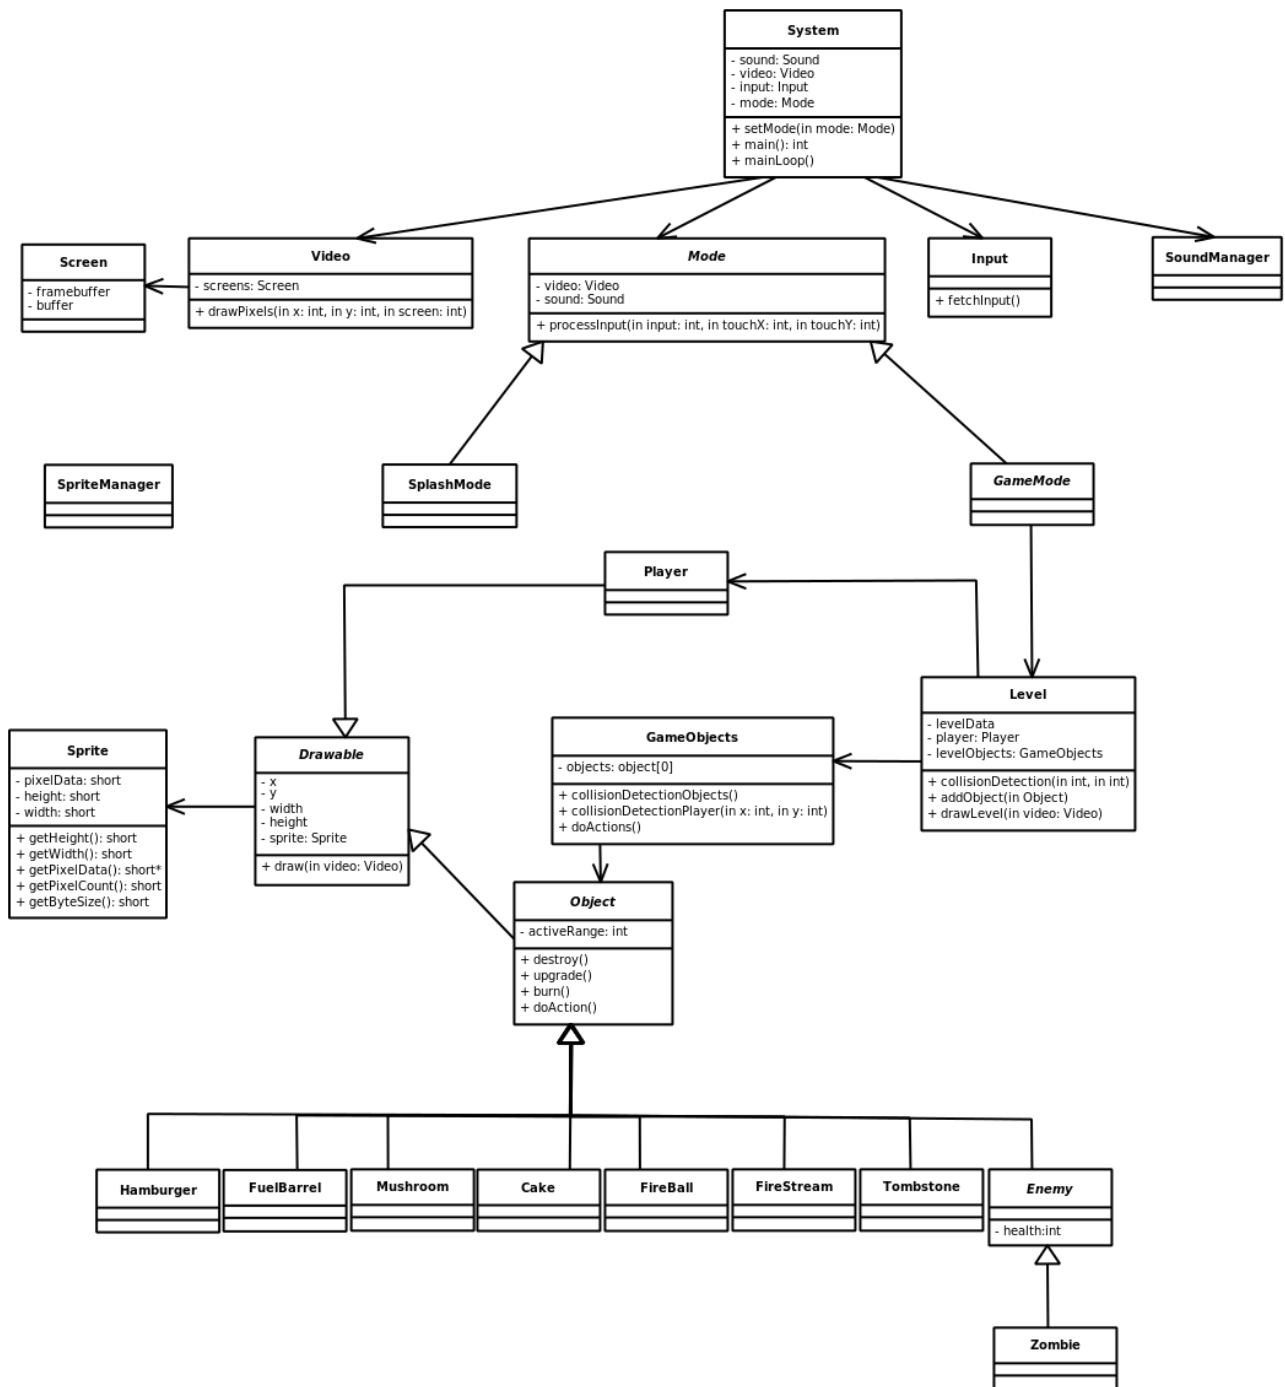 System
- sound: Sound
- video: Video
- input: Input
- mode: Mode
+ setMode(in mode: Mode)
+ main(): int
+ mainLoop()
Screen
- framebuffer
- buffer
Video
- screens: Screen
+ drawPixels(in x: int, in y: int, in screen: int)
Mode
- video: Video
- sound: Sound
+ processInput(in input: int, in touchX: int, in touchY: int)
Input
+ fetchInput()
SoundManager
SpriteManager
SplashMode
GameMode
Player
Level
- levelData
- player: Player
- levelObjects: GameObjects
+ collisionDetection(in int, in int)
+ addObject(in Object)
+ drawLevel(in video: Video)
Sprite
- pixelData: short
- height: short
- width: short
+ getHeight(): short
+ getWidth(): short
+ getPixelData(): short*
+ getPixelCount(): short
+ getByteSize(): short
Drawable
- x
- y
- width
- height
- sprite: Sprite
+ draw(in video: Video)
GameObjects
- objects: object[0]
+ collisionDetectionObjects()
+ collisionDetectionPlayer(in x: int, in y: int)
+ doActions()
Object
- activeRange: int
+ destroy()
+ upgrade()
+ burn()
+ doAction()
Hamburger
FuelBarrel
Mushroom
Cake
FireBall
FireStream
Tombstone
Enemy
- health:int
Zombie